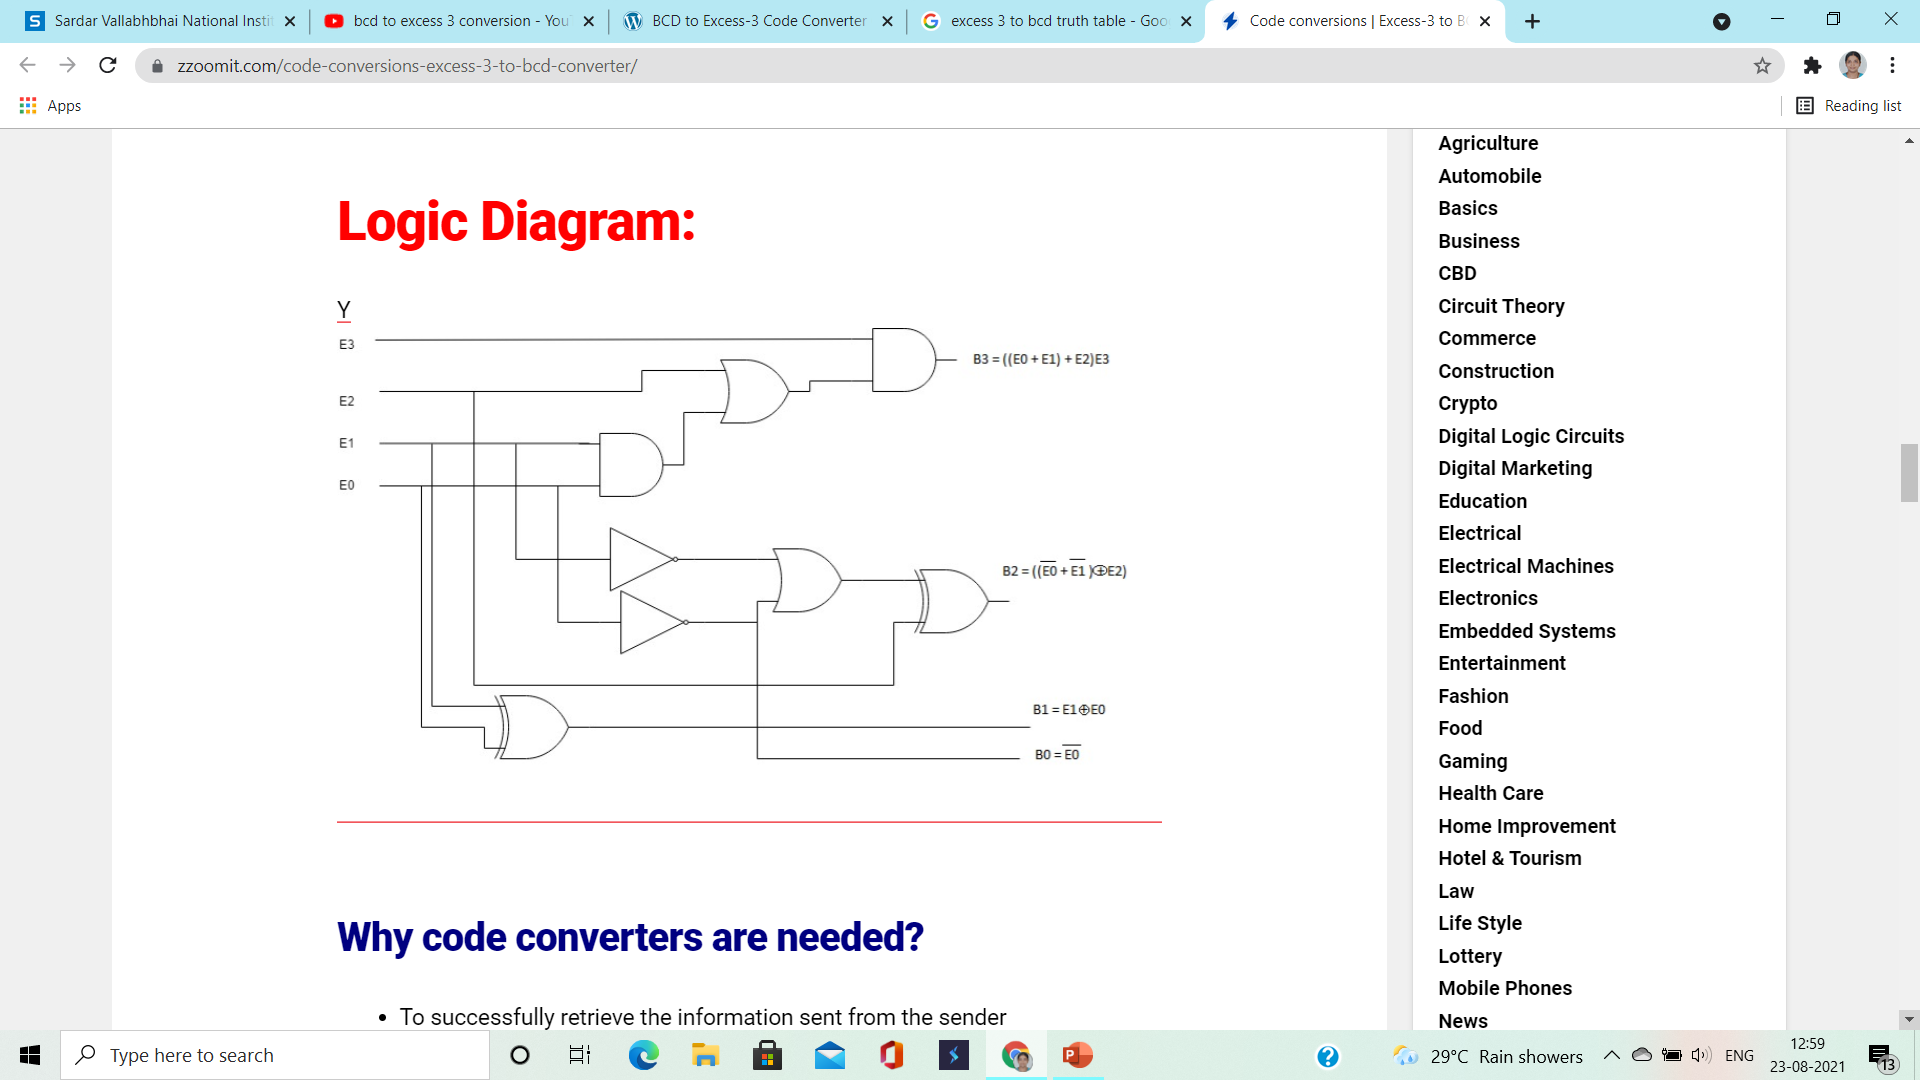 Sardar Vallabhbhai National Insti
bcd to excess 3 conversion - You
BCD to Excess-3 Code Converter
excess 3 to bcd truth table - Goo
Code conversions | Excess-3 to B
zzoomit.com/code-conversions-excess-3-to-bcd-converter/
Apps
Reading list
Logic Diagram:
Y
E3
B3 = ((E0 + E1) + E2)E3
E2
E1
E0
B2 = ((E̅0̅ + E̅1̅ )⊕E2)
B1 = E1⊕E0
B0 = E̅0̅
Why code converters are needed?
• To successfully retrieve the information sent from the sender
Agriculture
Automobile
Basics
Business
CBD
Circuit Theory
Commerce
Construction
Crypto
Digital Logic Circuits
Digital Marketing
Education
Electrical
Electrical Machines
Electronics
Embedded Systems
Entertainment
Fashion
Food
Gaming
Health Care
Home Improvement
Hotel & Tourism
Law
Life Style
Lottery
Mobile Phones
News
Type here to search
29°C Rain showers
ENG
12:59
23-08-2021
13